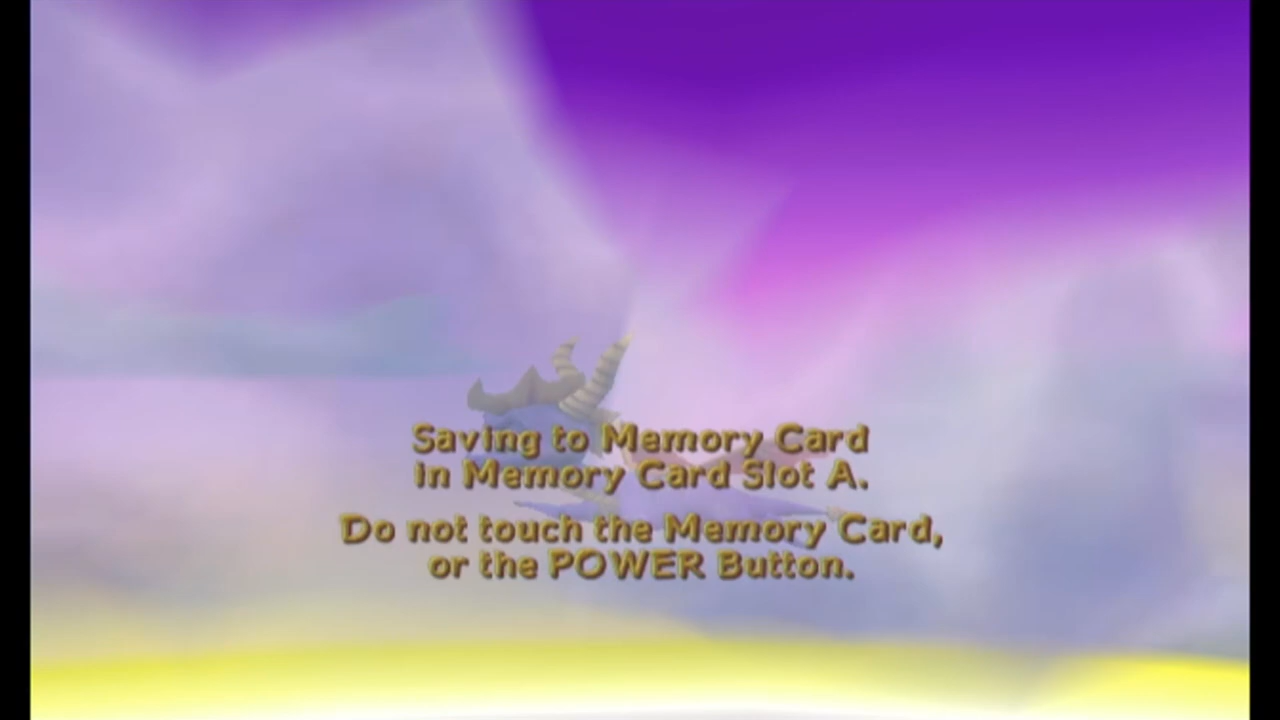 Saving to Memory Card
in Memory Card Slot A.
Do not touch the Memory Card,
or the POWER Button.